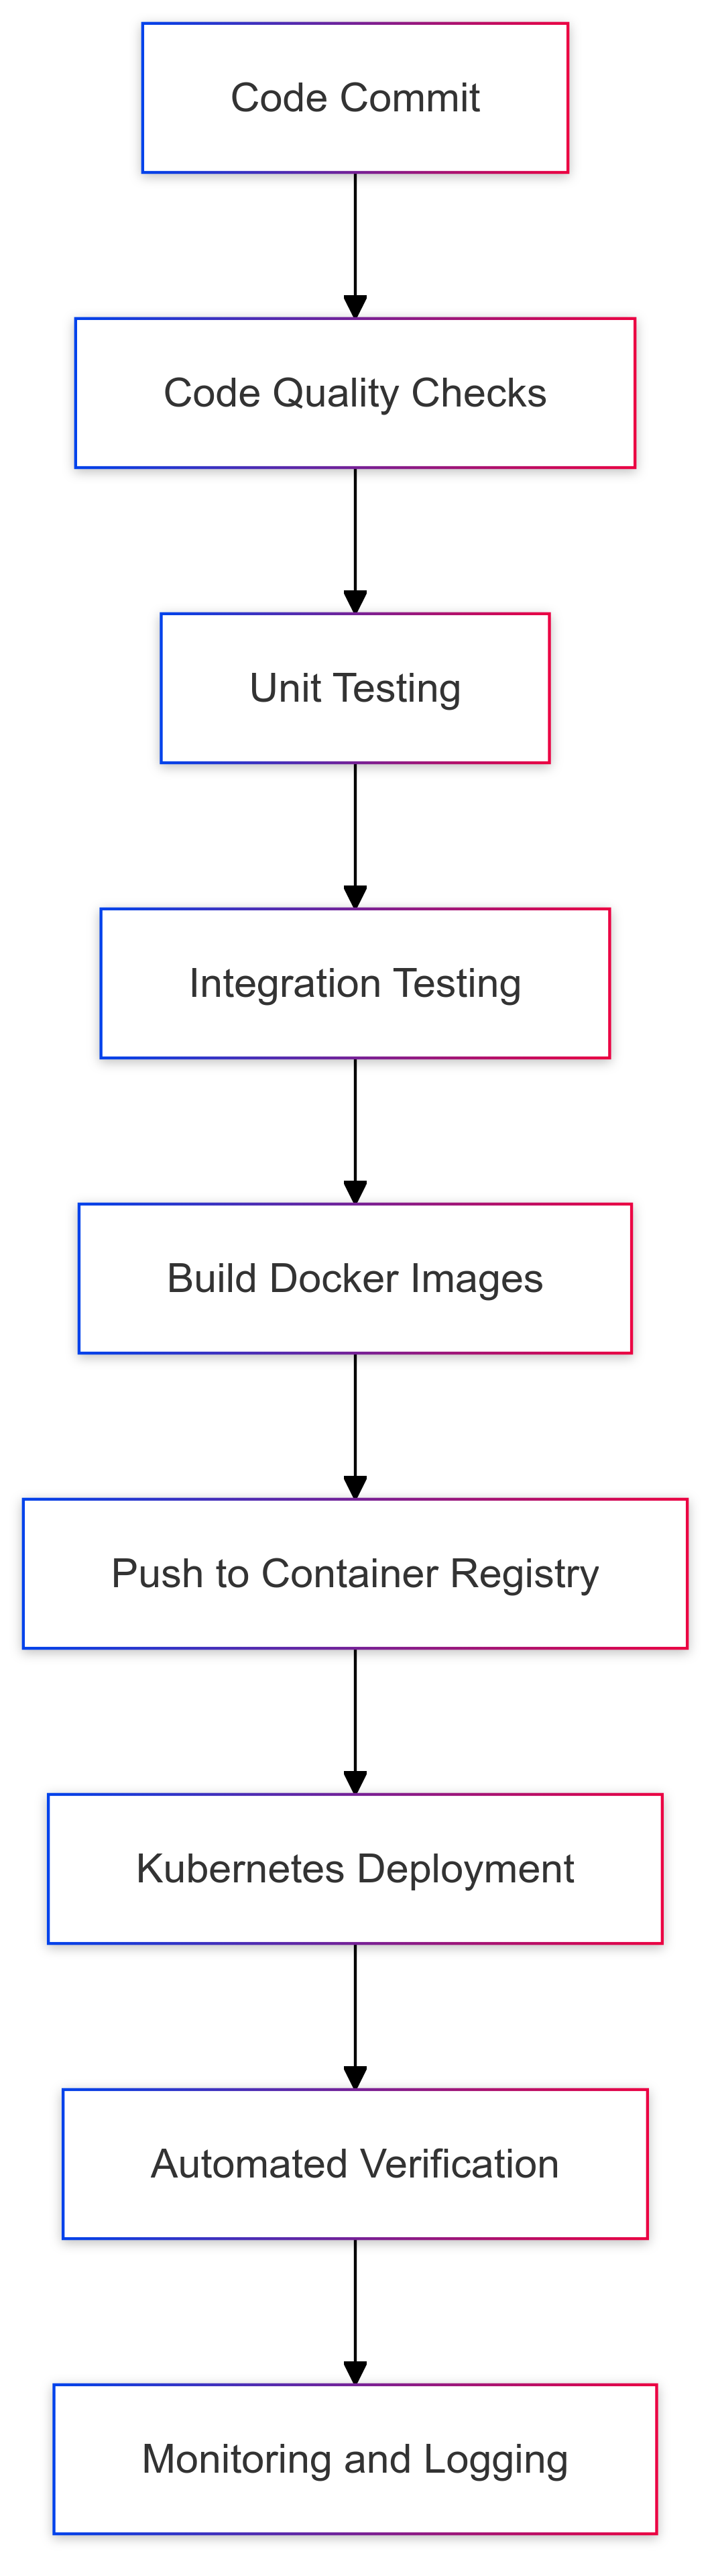 Code Commit
Code Quality Checks
Unit Testing
Integration Testing
Build Docker Images
Push to Container Registry
Kubernetes Deployment
Automated Verification
Monitoring and Logging